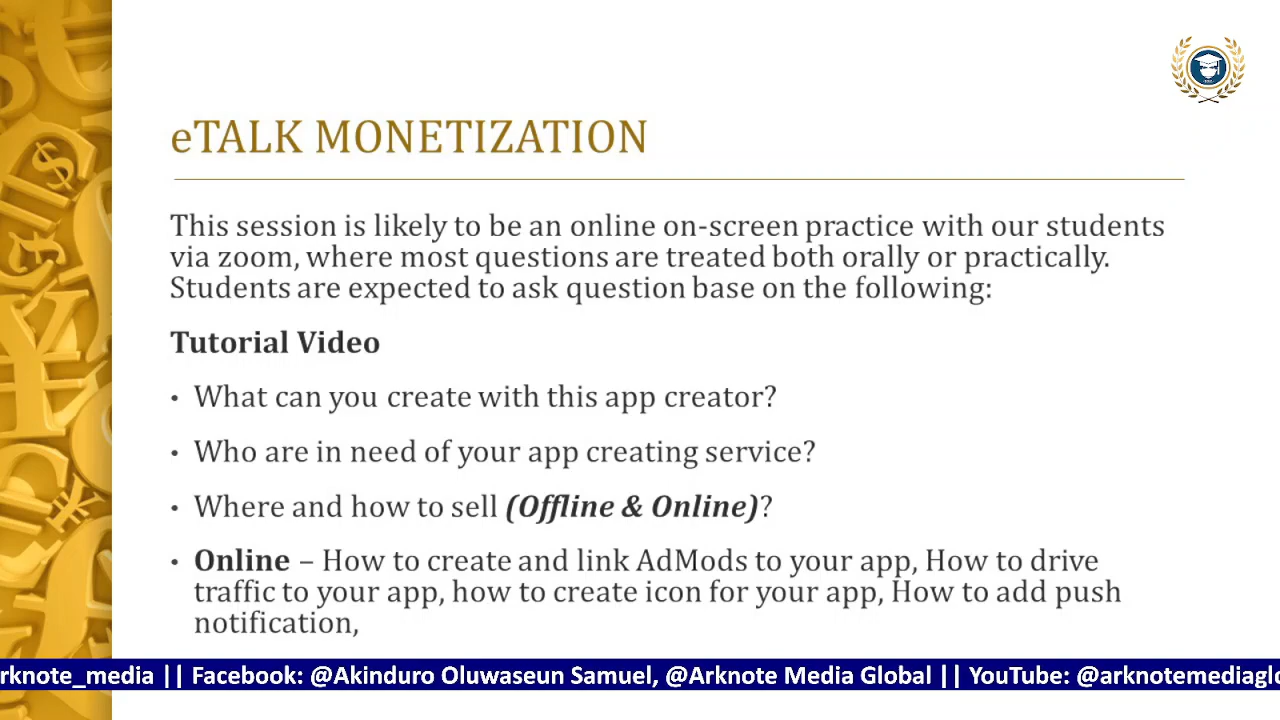 eTALK MONETIZATION
This session is likely to be an online on-screen practice with our students
via zoom, where most questions are treated both orally or practically.
Students are expected to ask question base on the following:
Tutorial Video
• What can you create with this app creator?
• Who are in need of your app creating service?
• Where and how to sell (Offline & Online)?
• Online – How to create and link AdMods to your app, How to drive
traffic to your app, how to create icon for your app, How to add push
notification,
rknote_media || Facebook: @Akinduro Oluwaseun Samuel, @Arknote Media Global || YouTube: @arknotemediaglo